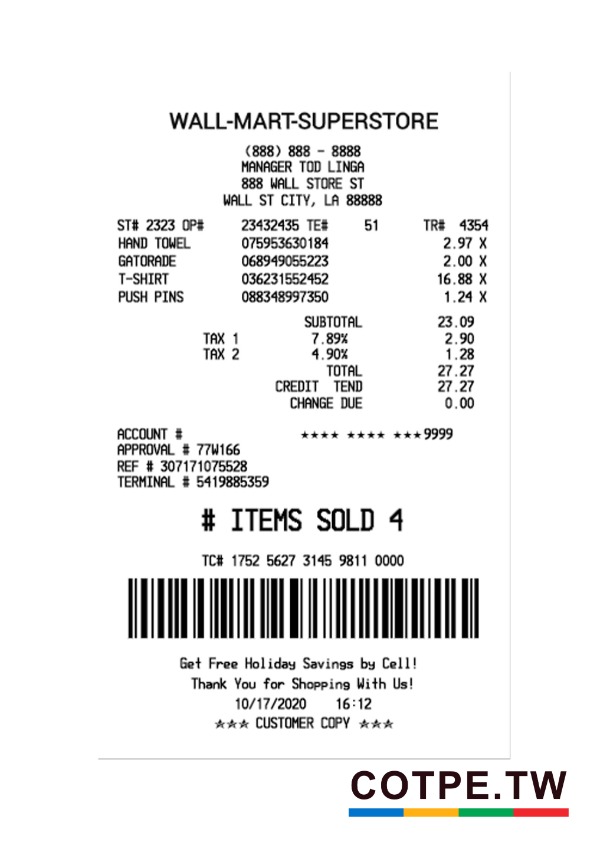 WALL-MART-SUPERSTORE
(888) 888 - 8888
MANAGER TOD LINGA
888 WALL STORE ST
WALL ST CITY, LA 88888
ST# 2323 OP# 23432435 TE# 51 TR# 4354
HAND TOWEL 075953630184 2.97 X
GATORADE 068949055223 2.00 X
T-SHIRT 036231552452 16.88 X
PUSH PINS 088348997350 1.24 X
SUBTOTAL 23.09
TAX 1 7.89% 2.90
TAX 2 4.90% 1.28
TOTAL 27.27
CREDIT TEND 27.27
CHANGE DUE 0.00
ACCOUNT # **** **** ***9999
APPROVAL # 77W166
REF # 307171075528
TERMINAL # 5419885359
# ITEMS SOLD 4
TC# 1752 5627 3145 9811 0000
Get Free Holiday Savings by Cell!
Thank You for Shopping With Us!
10/17/2020 16:12
*** CUSTOMER COPY ***
COTPE.TW